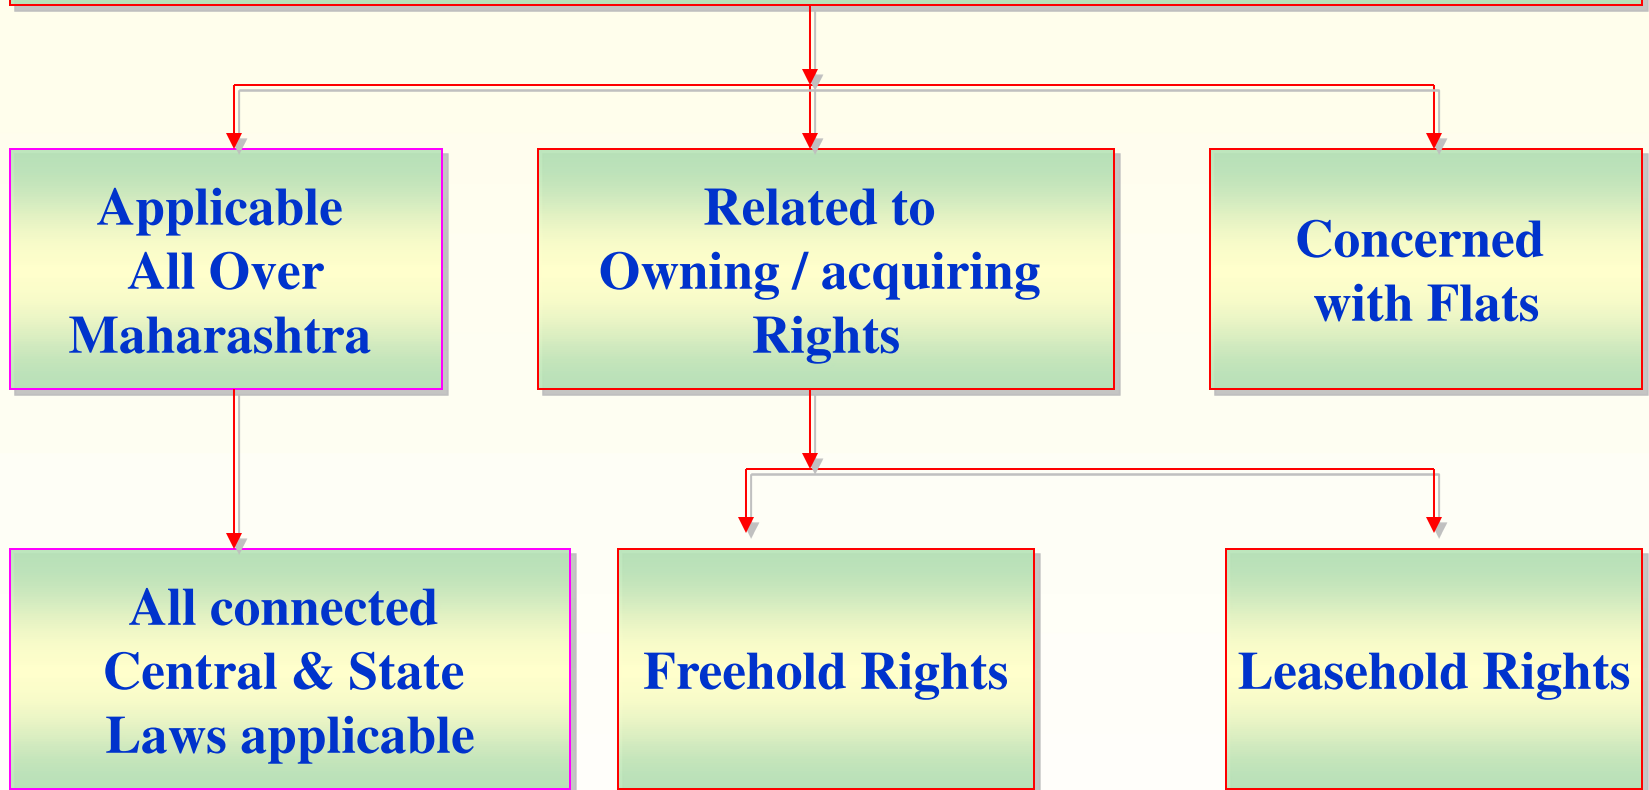 Applicable
All Over
Maharashtra
Related to
Owning / acquiring
Rights
Concerned
with Flats
All connected
Central & State
Laws applicable
Freehold Rights
Leasehold Rights